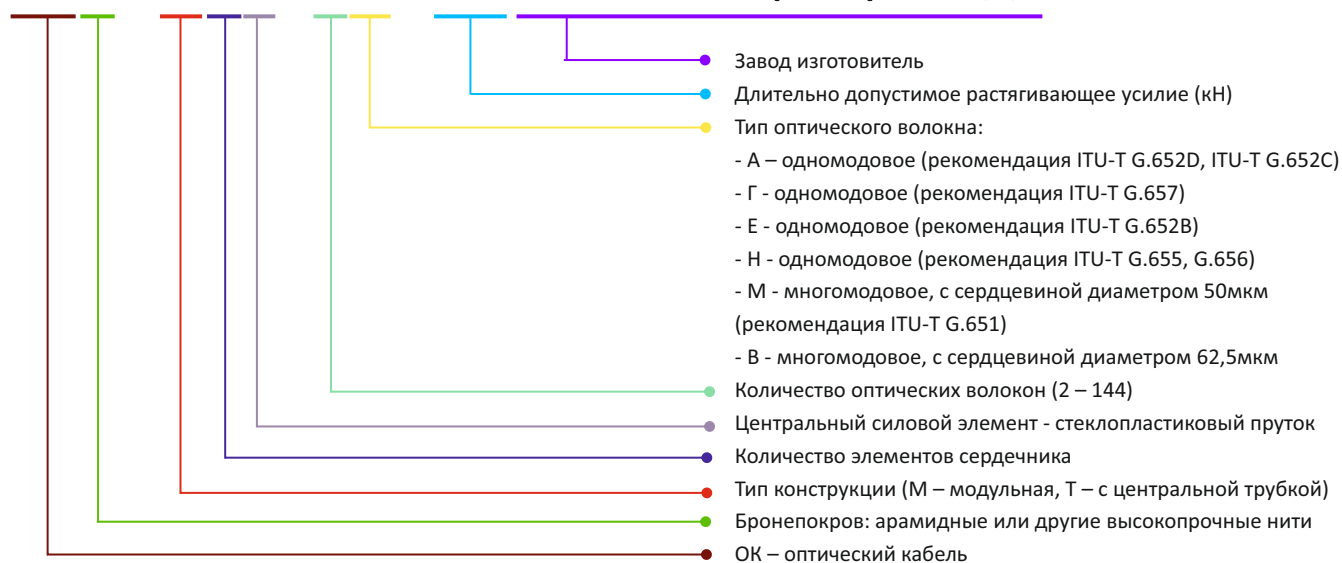 Завод изготовитель
Длительно допустимое растягивающее усилие (кН)
Тип оптического волокна:
- А – одномодовое (рекомендация ITU-T G.652D, ITU-T G.652C)
- Г - одномодовое (рекомендация ITU-T G.657)
- Е - одномодовое (рекомендация ITU-T G.652B)
- Н - одномодовое (рекомендация ITU-T G.655, G.656)
- М - многомодовое, с сердцевиной диаметром 50мкм
(рекомендация ITU-T G.651)
- В - многомодовое, с сердцевиной диаметром 62,5мкм
Количество оптических волокон (2 – 144)
Центральный силовой элемент - стеклопластиковый пруток
Количество элементов сердечника
Тип конструкции (М – модульная, Т – с центральной трубкой)
Бронепокров: арамидные или другие высокопрочные нити
ОК – оптический кабель